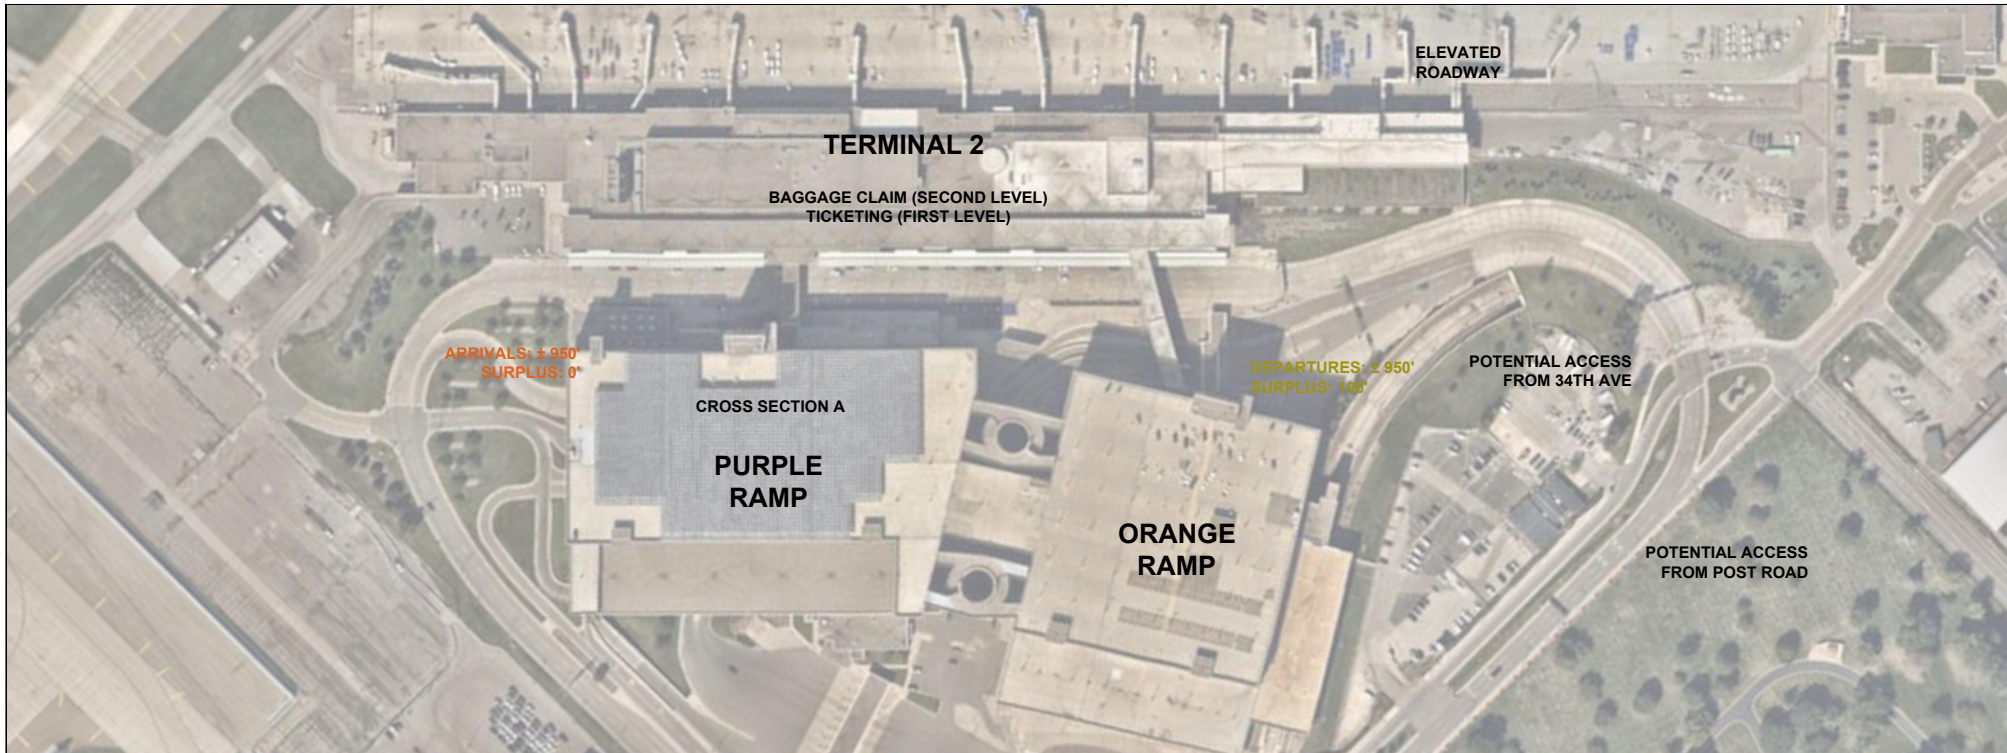 ELEVATED
ROADWAY
TERMINAL 2
BAGGAGE CLAIM (SECOND LEVEL)
TICKETING (FIRST LEVEL)
ARRIVALS: ± 950'
SURPLUS: 0'
DEPARTURES: ± 950'
SURPLUS: 100'
POTENTIAL ACCESS
FROM 34TH AVE
CROSS SECTION A
PURPLE
RAMP
ORANGE
RAMP
POTENTIAL ACCESS
FROM POST ROAD